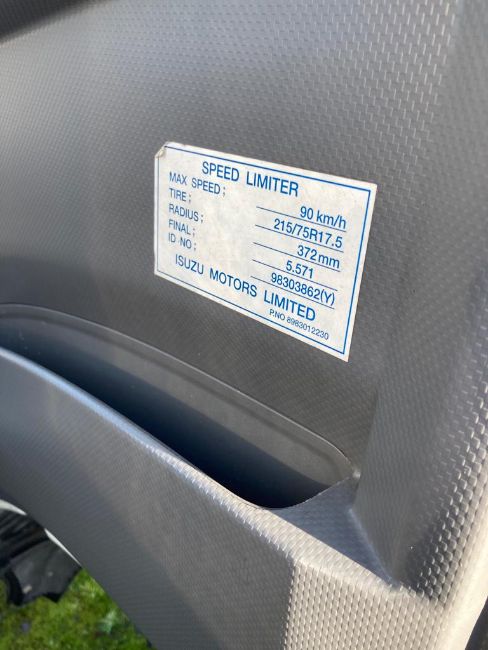 SPEED LIMITER
MAX SPEED; 90 km/h
TIRE; 215/75R17.5
RADIUS; 372mm
FINAL; 5.571
ID NO; 98303862(Y)
ISUZU MOTORS LIMITED
P.NO 8983012230